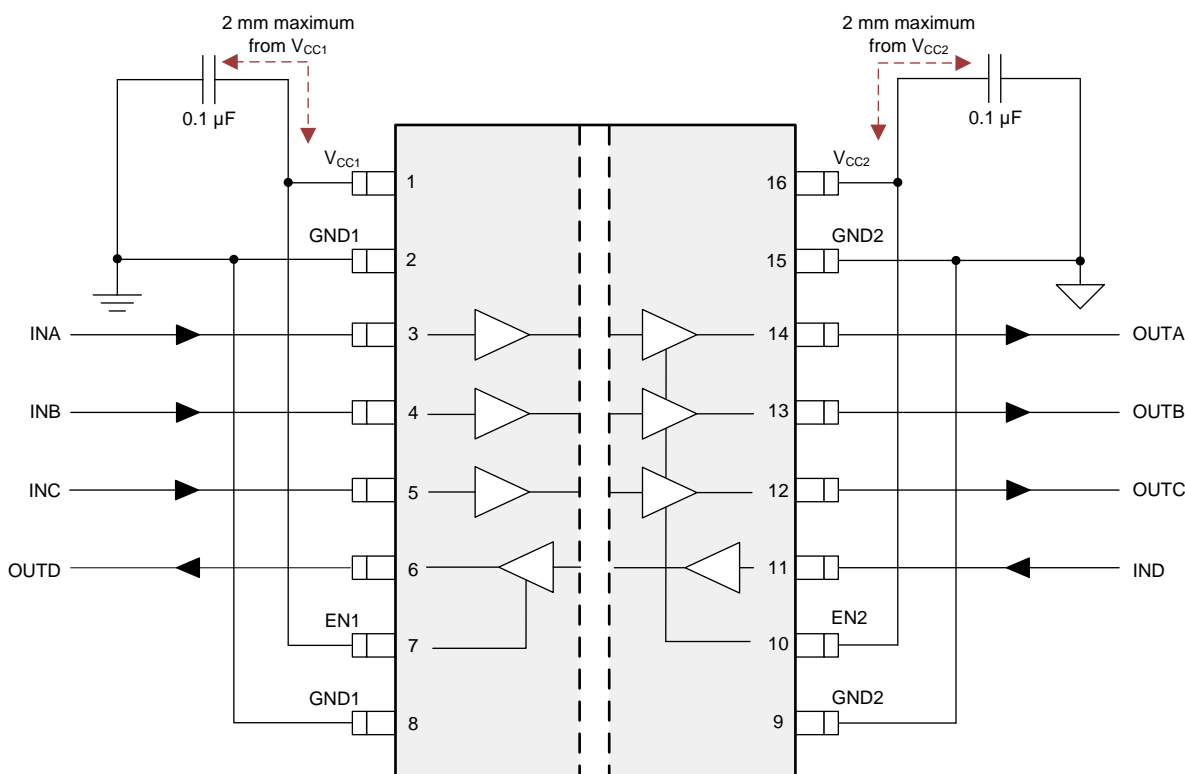 2 mm maximum
from VCC1
2 mm maximum
from VCC2
0.1 µF
0.1 µF
VCC1
1
16
VCC2
GND1
2
15
GND2
INA
3
14
OUTA
INB
4
13
OUTB
INC
5
12
OUTC
OUTD
6
11
IND
EN1
7
10
EN2
GND1
8
9
GND2